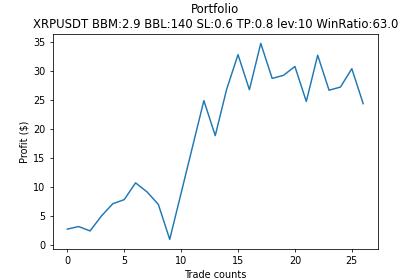 Portfolio
XRPUSDT BBM:2.9 BBL:140 SL:0.6 TP:0.8 lev:10 WinRatio:63.0
35
30
25
20
15
10
5
0
Profit ($)
0 5 10 15 20 25
Trade counts